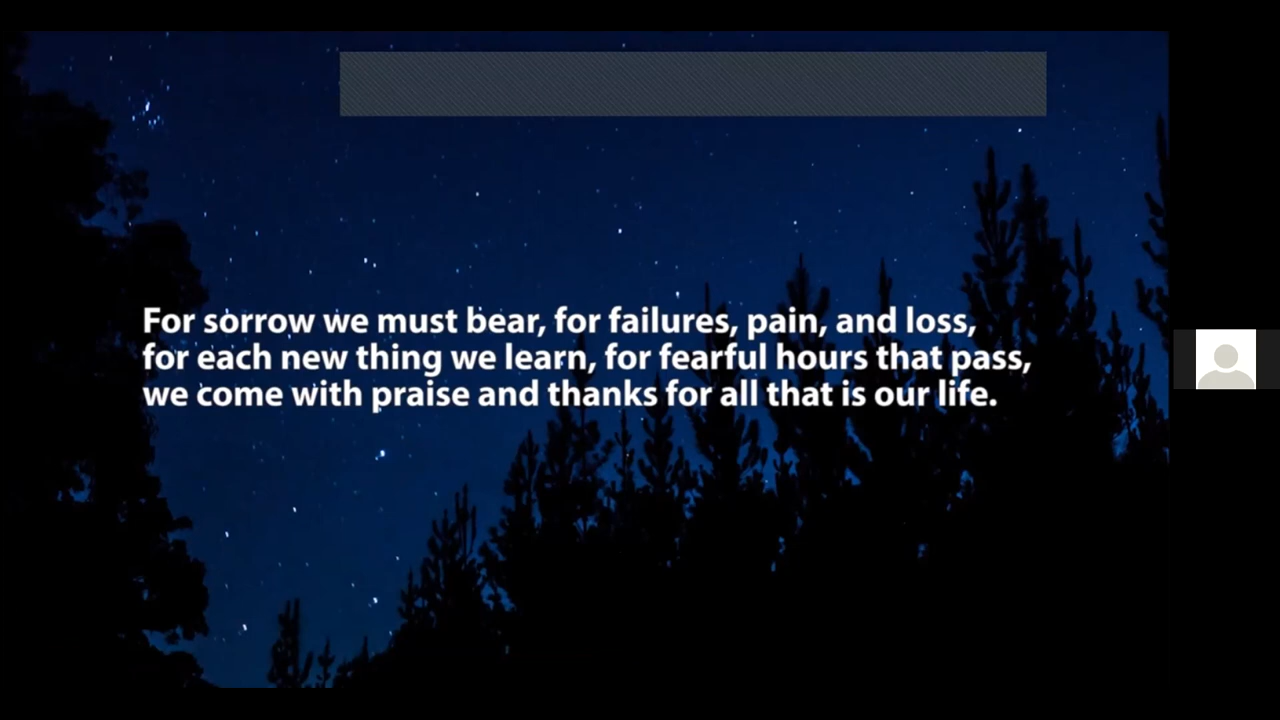 For sorrow we must bear, for failures, pain, and loss,
for each new thing we learn, for fearful hours that pass,
we come with praise and thanks for all that is our life.